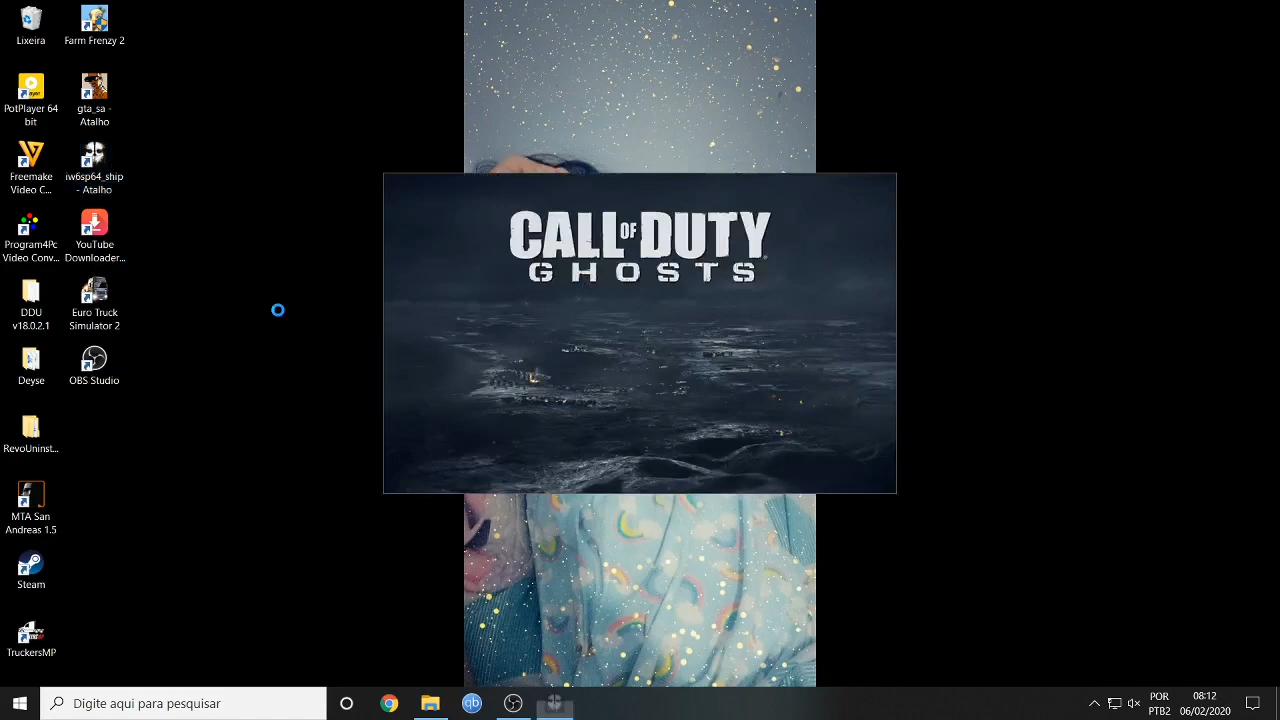 Lixeira
Farm Frenzy 2
PotPlayer 64
bit
gta_sa -
Atalho
Freemake
Video C...
iw6sp64_ship
- Atalho
Program4Pc
Video Conv...
YouTube
Downloader...
DDU
v18.0.2.1
Euro Truck
Simulator 2
Deyse
OBS Studio
RevoUninst...
MTA San
Andreas 1.5
Steam
TruckersMP
CALL OF DUTY
GHOSTS
Digite aqui para pesquisar
qb
POR
PTB2
08:12
06/02/2020